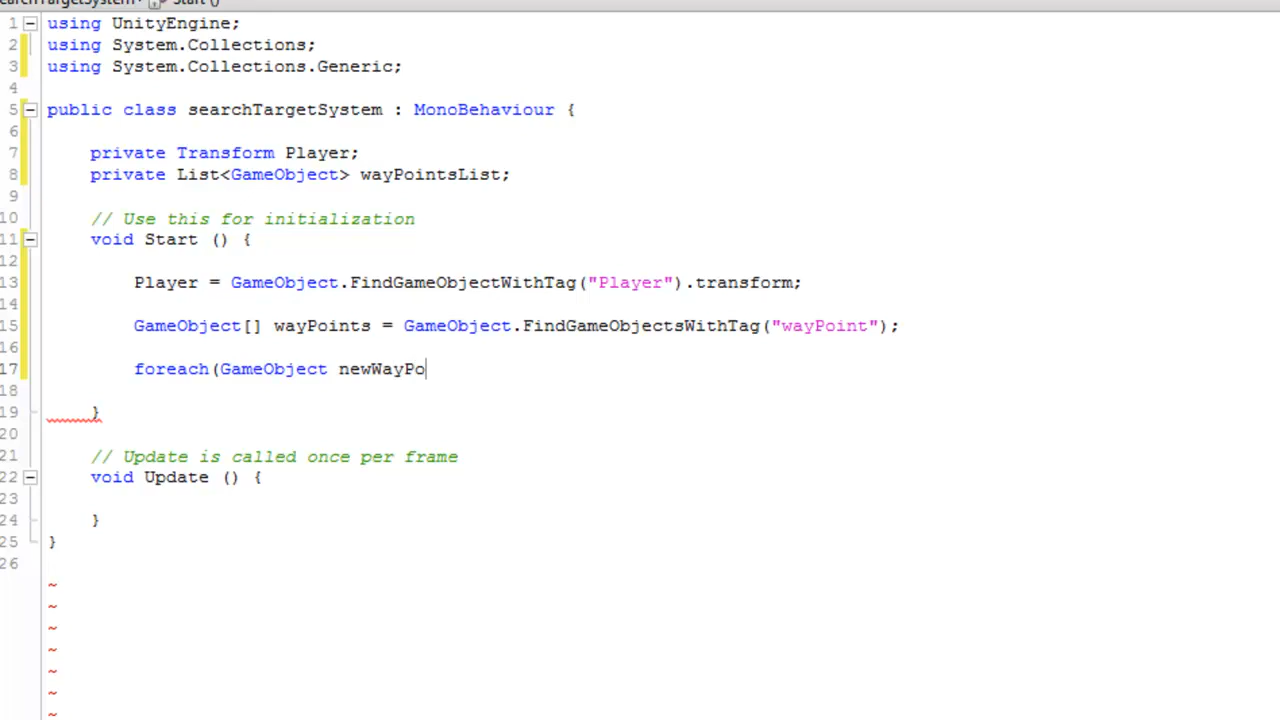 1 using UnityEngine;
2 using System.Collections;
3 using System.Collections.Generic;
4
5 public class searchTargetSystem : MonoBehaviour {
6
7 private Transform Player;
8 private List<GameObject> wayPointsList;
9
10 // Use this for initialization
11 void Start () {
12
13 Player = GameObject.FindGameObjectWithTag("Player").transform;
14
15 GameObject[] wayPoints = GameObject.FindGameObjectsWithTag("wayPoint");
16
17 foreach(GameObject newWayPo
18
19 }
20
21 // Update is called once per frame
22 void Update () {
23
24 }
25 }
26
~
~
~
~
~
~
~